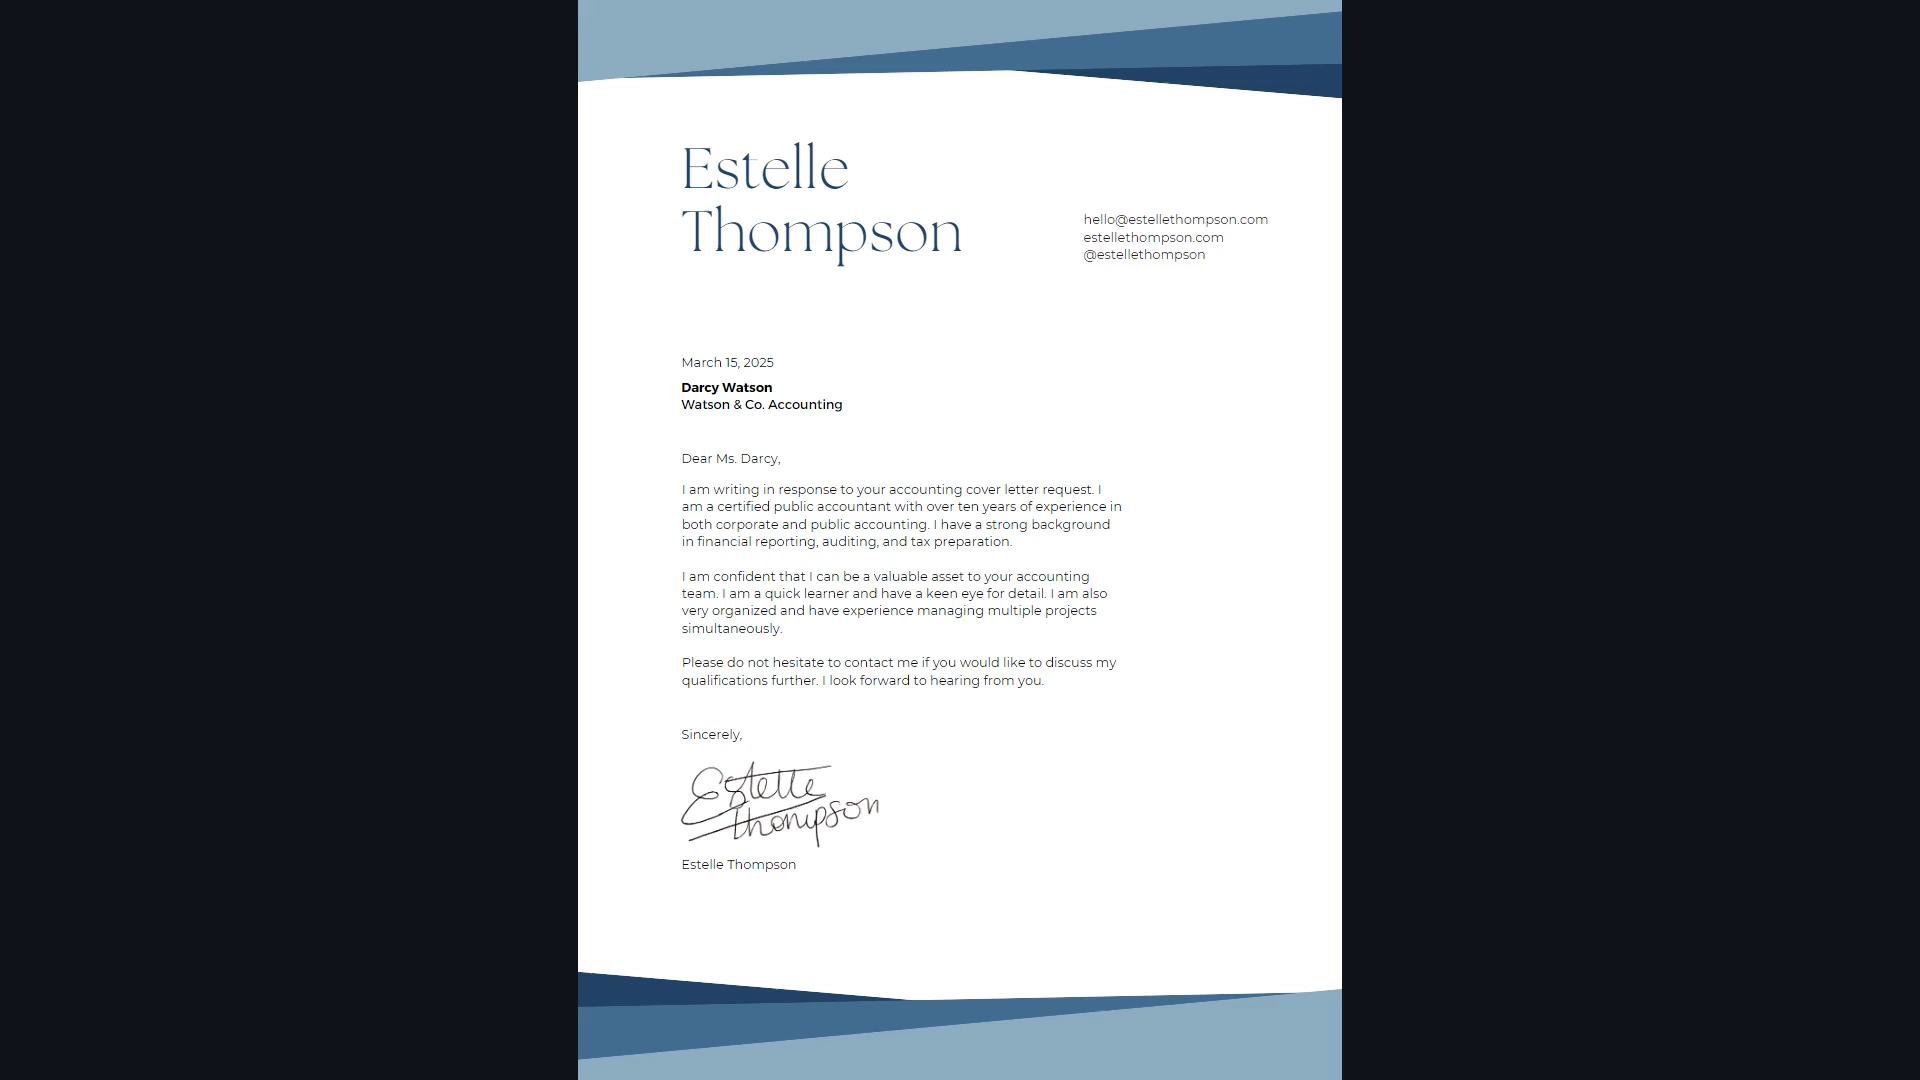 Estelle
Thompson
hello@estellethompson.com
estellethompson.com
@estellethompson
March 15, 2025
Darcy Watson
Watson & Co. Accounting
Dear Ms. Darcy,
I am writing in response to your accounting cover letter request. I
am a certified public accountant with over ten years of experience in
both corporate and public accounting. I have a strong background
in financial reporting, auditing, and tax preparation.
I am confident that I can be a valuable asset to your accounting
team. I am a quick learner and have a keen eye for detail. I am also
very organized and have experience managing multiple projects
simultaneously.
Please do not hesitate to contact me if you would like to discuss my
qualifications further. I look forward to hearing from you.
Sincerely,
Estelle
Thompson
Estelle Thompson